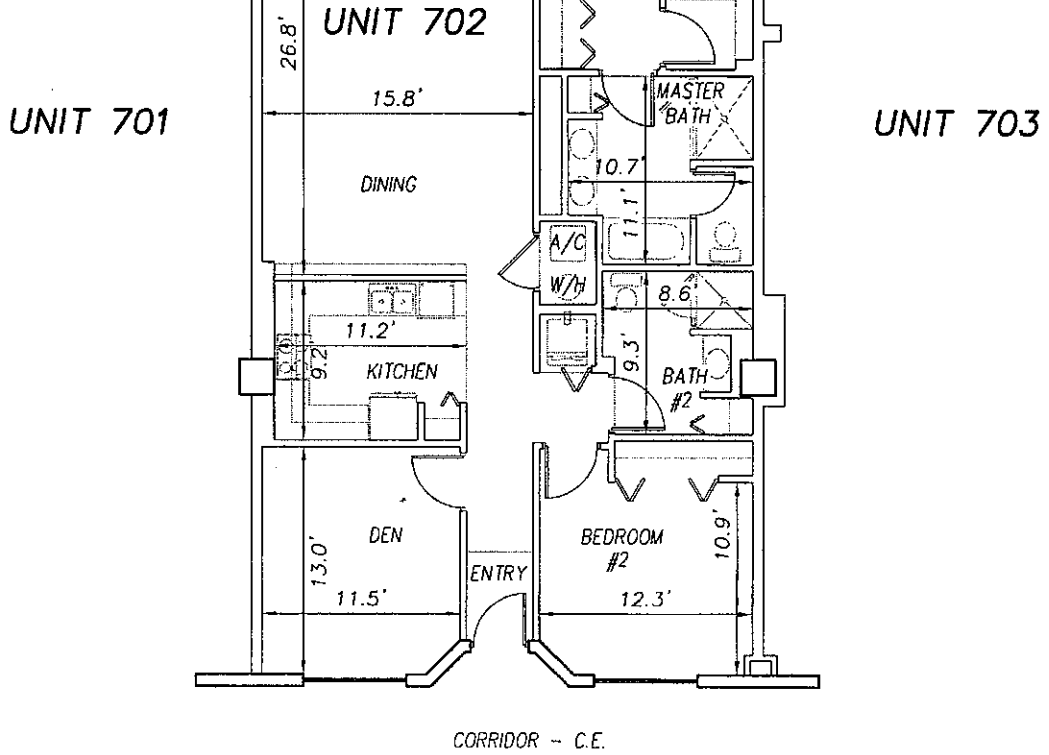 UNIT 702
26.8'
UNIT 701
15.8'
MASTER
BATH
UNIT 703
DINING
10.7'
11.1'
A/C
W/H
8.6'
11.2'
9.2'
KITCHEN
9.3'
BATH
#2
DEN
13.0'
11.5'
ENTRY
BEDROOM
#2
10.9'
12.3'
CORRIDOR - C.E.